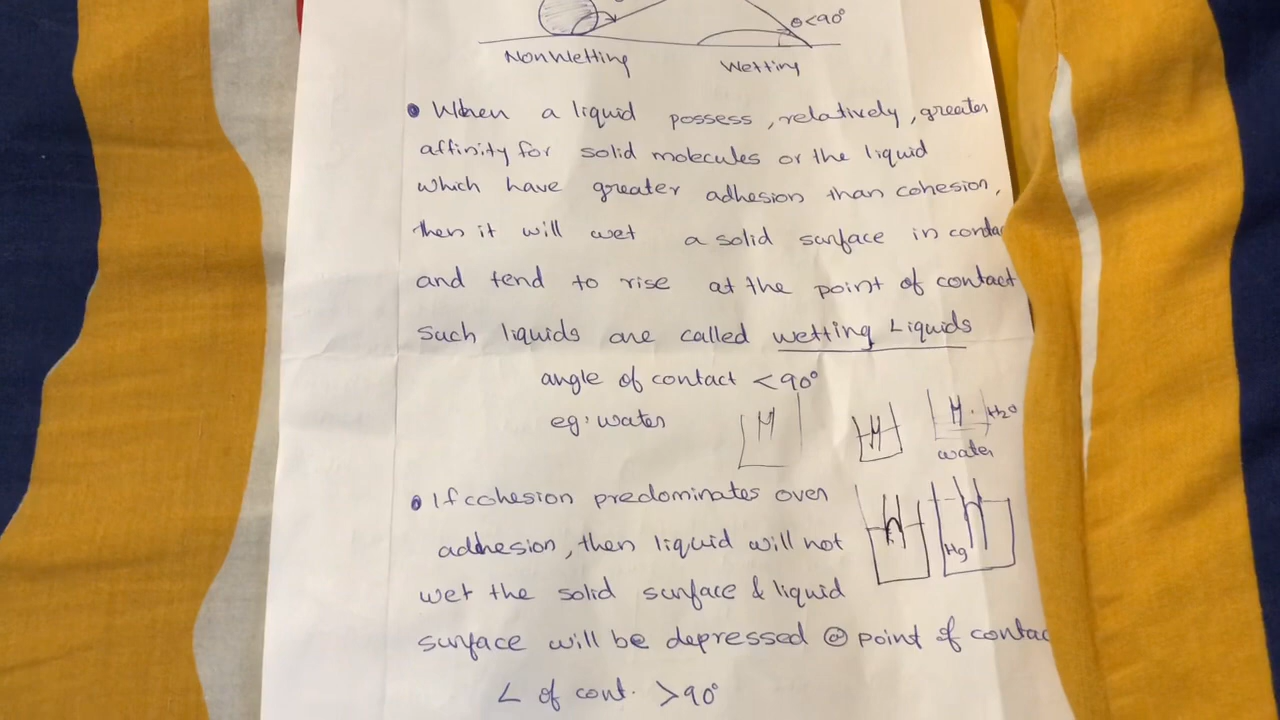 θ<90°
NonWetting
Wetting
• When a liquid possess, relatively, greater
affinity for solid molecules or the liquid
which have greater adhesion than cohesion,
then it will wet a solid surface in contac
and tend to rise at the point of contact
Such liquids are called wetting Liquids
angle of contact <90°
eg: water
H₂O
water
• If cohesion predominates over
adhesion, then liquid will not
wet the solid surface & liquid
surface will be depressed @ point of contac
Hg
∠ of cont. >90°